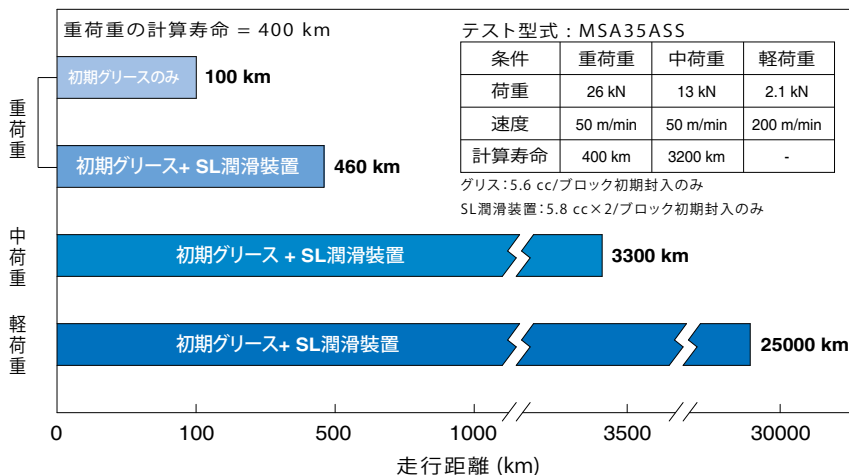 重荷重の計算寿命 = 400 km
テスト型式 : MSA35ASS
条件 重荷重 中荷重 軽荷重
荷重 26 kN 13 kN 2.1 kN
速度 50 m/min 50 m/min 200 m/min
計算寿命 400 km 3200 km -
グリス：5.6 cc/ブロック初期封入のみ
SL潤滑装置：5.8 cc×2/ブロック初期封入のみ
重荷重
初期グリースのみ 100 km
初期グリース+ SL潤滑裝置 460 km
中荷重
初期グリース + SL潤滑裝置 3300 km
軽荷重
初期グリース+ SL潤滑裝置 25000 km
0 100 500 1000 3500 30000
走行距離 (km)